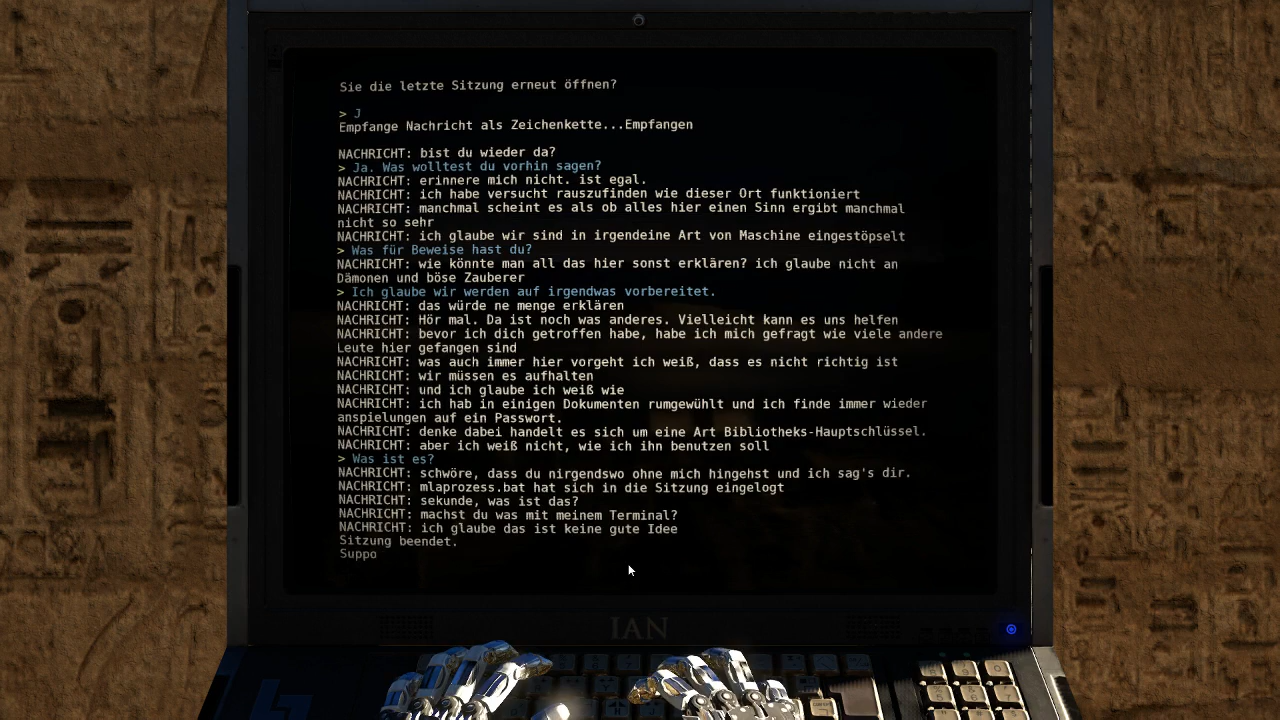 Sie die letzte Sitzung erneut öffnen?
> J
Empfange Nachricht als Zeichenkette...Empfangen
NACHRICHT: bist du wieder da?
> Ja. Was wolltest du vorhin sagen?
NACHRICHT: erinnere mich nicht. ist egal.
NACHRICHT: ich habe versucht rauszufinden wie dieser Ort funktioniert
NACHRICHT: manchmal scheint es als ob alles hier einen Sinn ergibt manchmal
nicht so sehr
NACHRICHT: ich glaube wir sind in irgendeine Art von Maschine eingestöpselt
> Was für Beweise hast du?
NACHRICHT: wie könnte man all das hier sonst erklären? ich glaube nicht an
Dämonen und böse Zauberer
> Ich glaube wir werden auf irgendwas vorbereitet.
NACHRICHT: das würde ne menge erklären
NACHRICHT: Hör mal. Da ist noch was anderes. Vielleicht kann es uns helfen
NACHRICHT: bevor ich dich getroffen habe, habe ich mich gefragt wie viele andere
Leute hier gefangen sind
NACHRICHT: was auch immer hier vorgeht ich weiß, dass es nicht richtig ist
NACHRICHT: wir müssen es aufhalten
NACHRICHT: und ich glaube ich weiß wie
NACHRICHT: ich hab in einigen Dokumenten rumgewühlt und ich finde immer wieder
anspielungen auf ein Passwort.
NACHRICHT: denke dabei handelt es sich um eine Art Bibliotheks-Hauptschlüssel.
NACHRICHT: aber ich weiß nicht, wie ich ihn benutzen soll
> Was ist es?
NACHRICHT: schwöre, dass du nirgendswo ohne mich hingehst und ich sag's dir.
NACHRICHT: mlaprozess.bat hat sich in die Sitzung eingelogt
NACHRICHT: sekunde, was ist das?
NACHRICHT: machst du was mit meinem Terminal?
NACHRICHT: ich glaube das ist keine gute Idee
Sitzung beendet.
Suppo
IAN